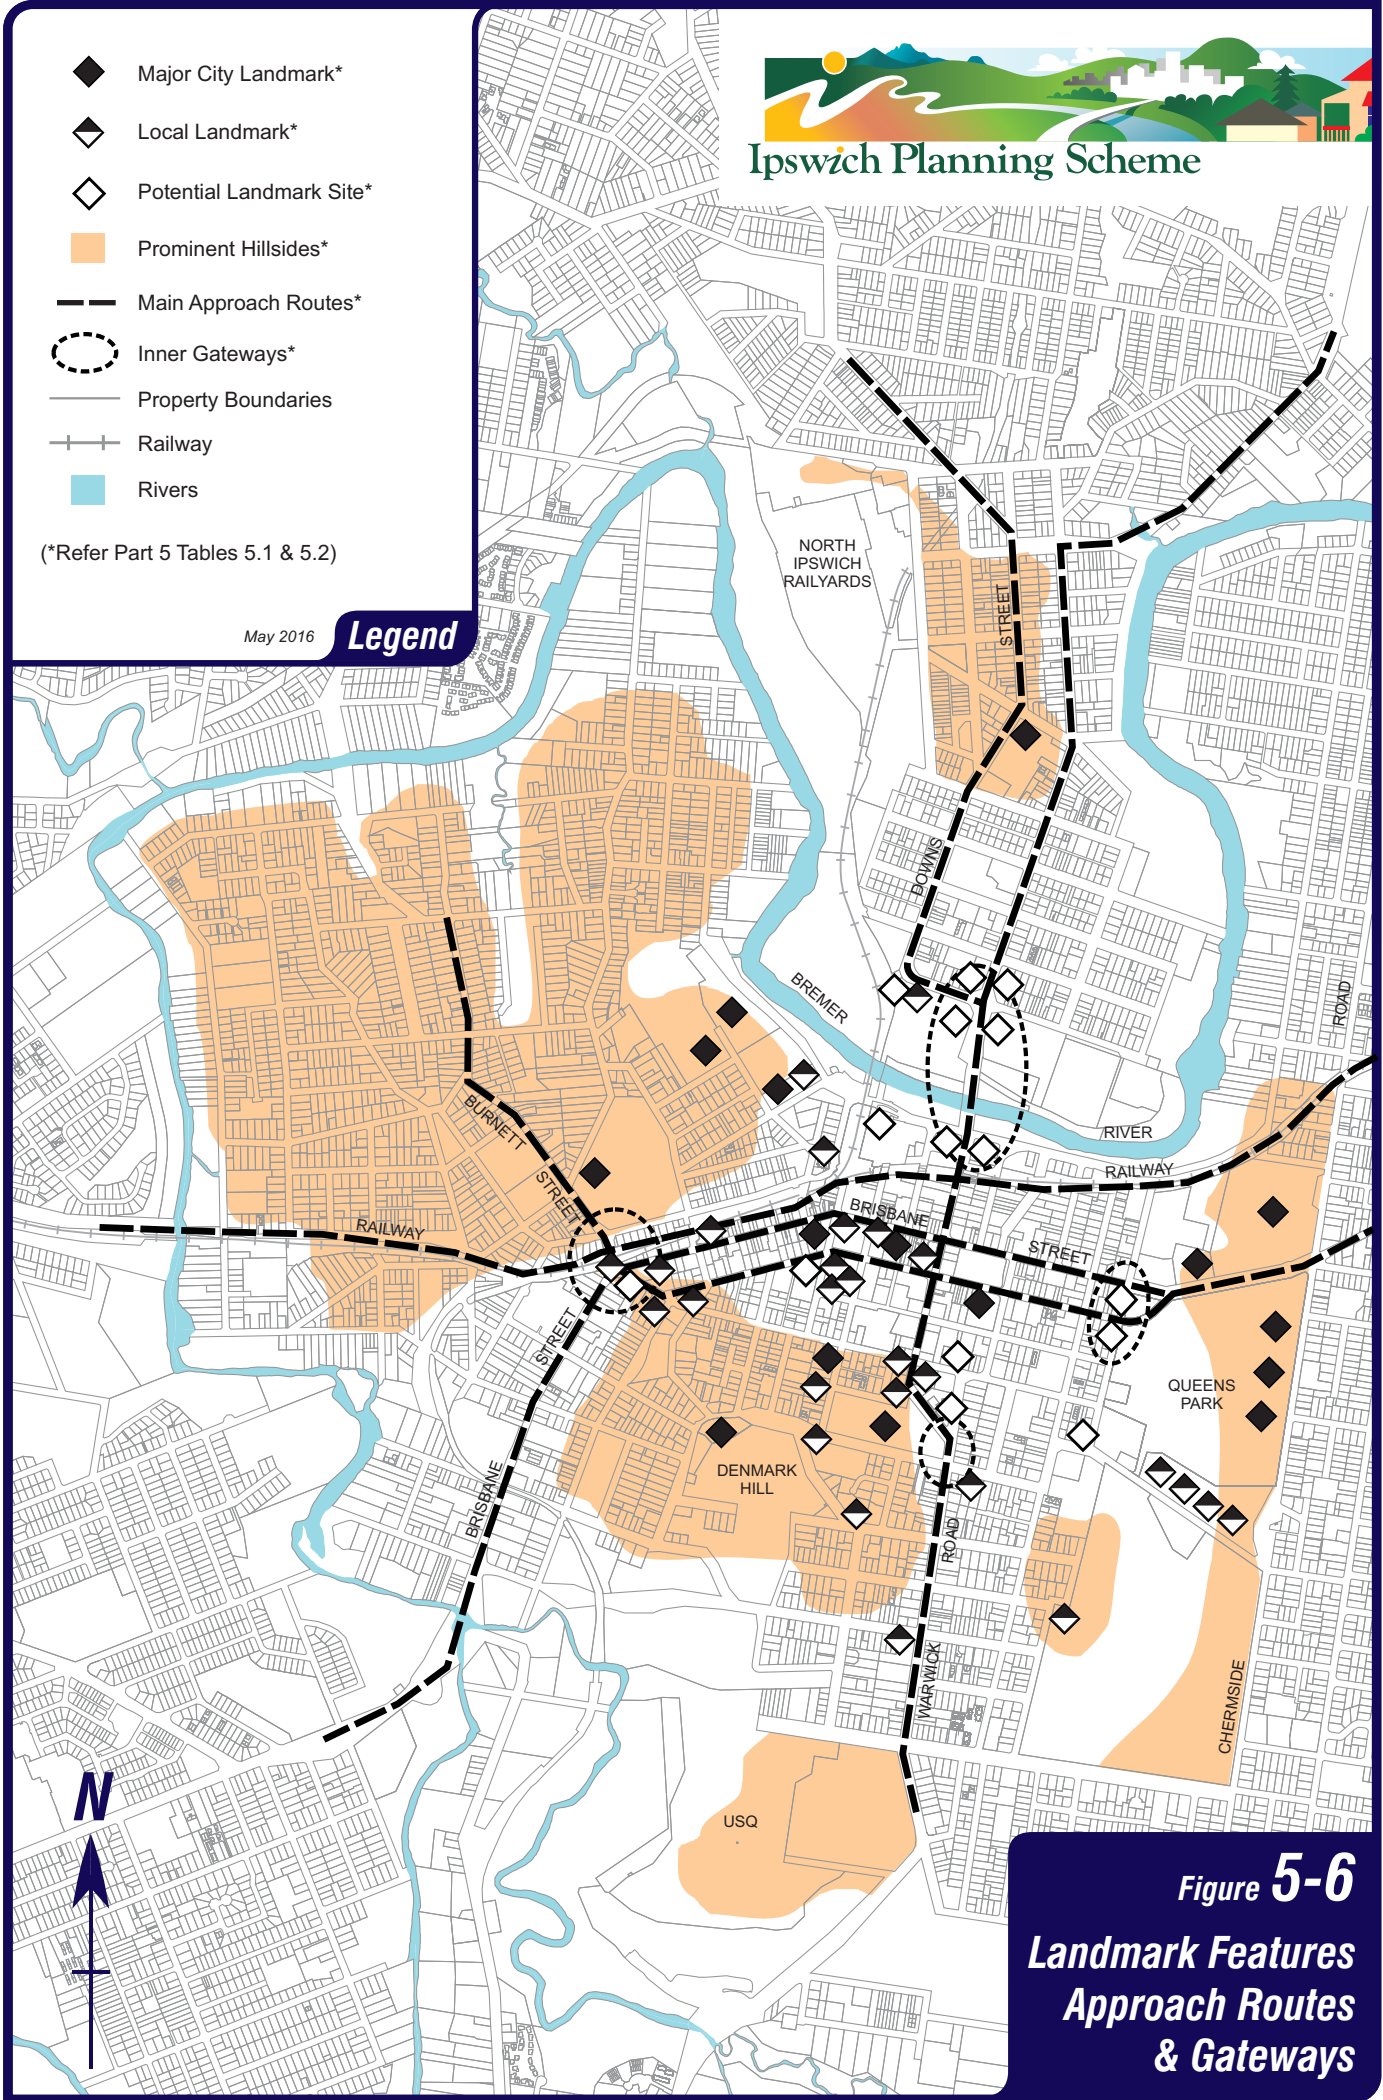 Major City Landmark*
Local Landmark*
Potential Landmark Site*
Prominent Hillsides*
Main Approach Routes*
Inner Gateways*
Property Boundaries
Railway
Rivers
(*Refer Part 5 Tables 5.1 & 5.2)
May 2016
Legend
Ipswich Planning Scheme
NORTH
IPSWICH
RAILYARDS
STREET
DOWNS
BREMER
ROAD
RIVER
RAILWAY
BURNETT
STREET
RAILWAY
BRISBANE
STREET
STREET
BRISBANE
QUEENS
PARK
DENMARK
HILL
ROAD
WARWICK
CHERMSIDE
USQ
N
Figure 5-6
Landmark Features
Approach Routes
& Gateways